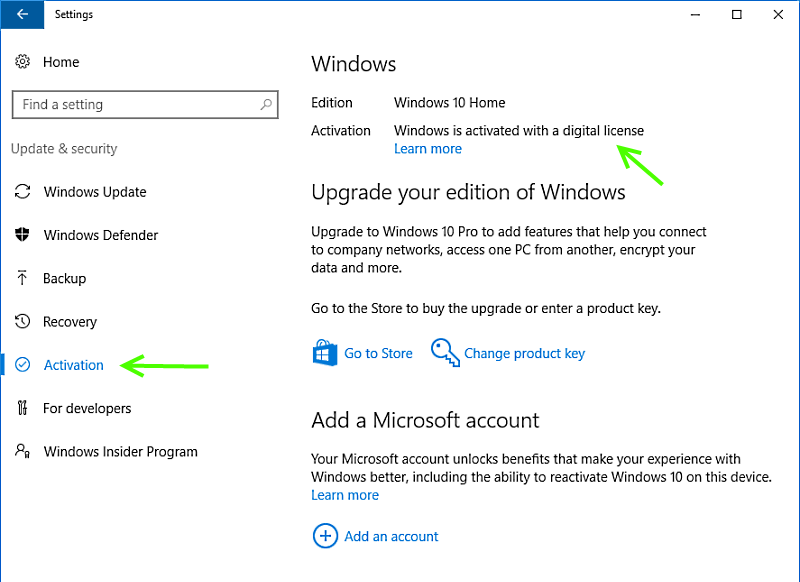 Settings
Home
Find a setting
Update & security
Windows Update
Windows Defender
Backup
Recovery
Activation
For developers
Windows Insider Program
Windows
Edition Windows 10 Home
Activation Windows is activated with a digital license
Learn more
Upgrade your edition of Windows
Upgrade to Windows 10 Pro to add features that help you connect
to company networks, access one PC from another, encrypt your
data and more.
Go to the Store to buy the upgrade or enter a product key.
Go to Store Change product key
Add a Microsoft account
Your Microsoft account unlocks benefits that make your experience with
Windows better, including the ability to reactivate Windows 10 on this device.
Learn more
Add an account